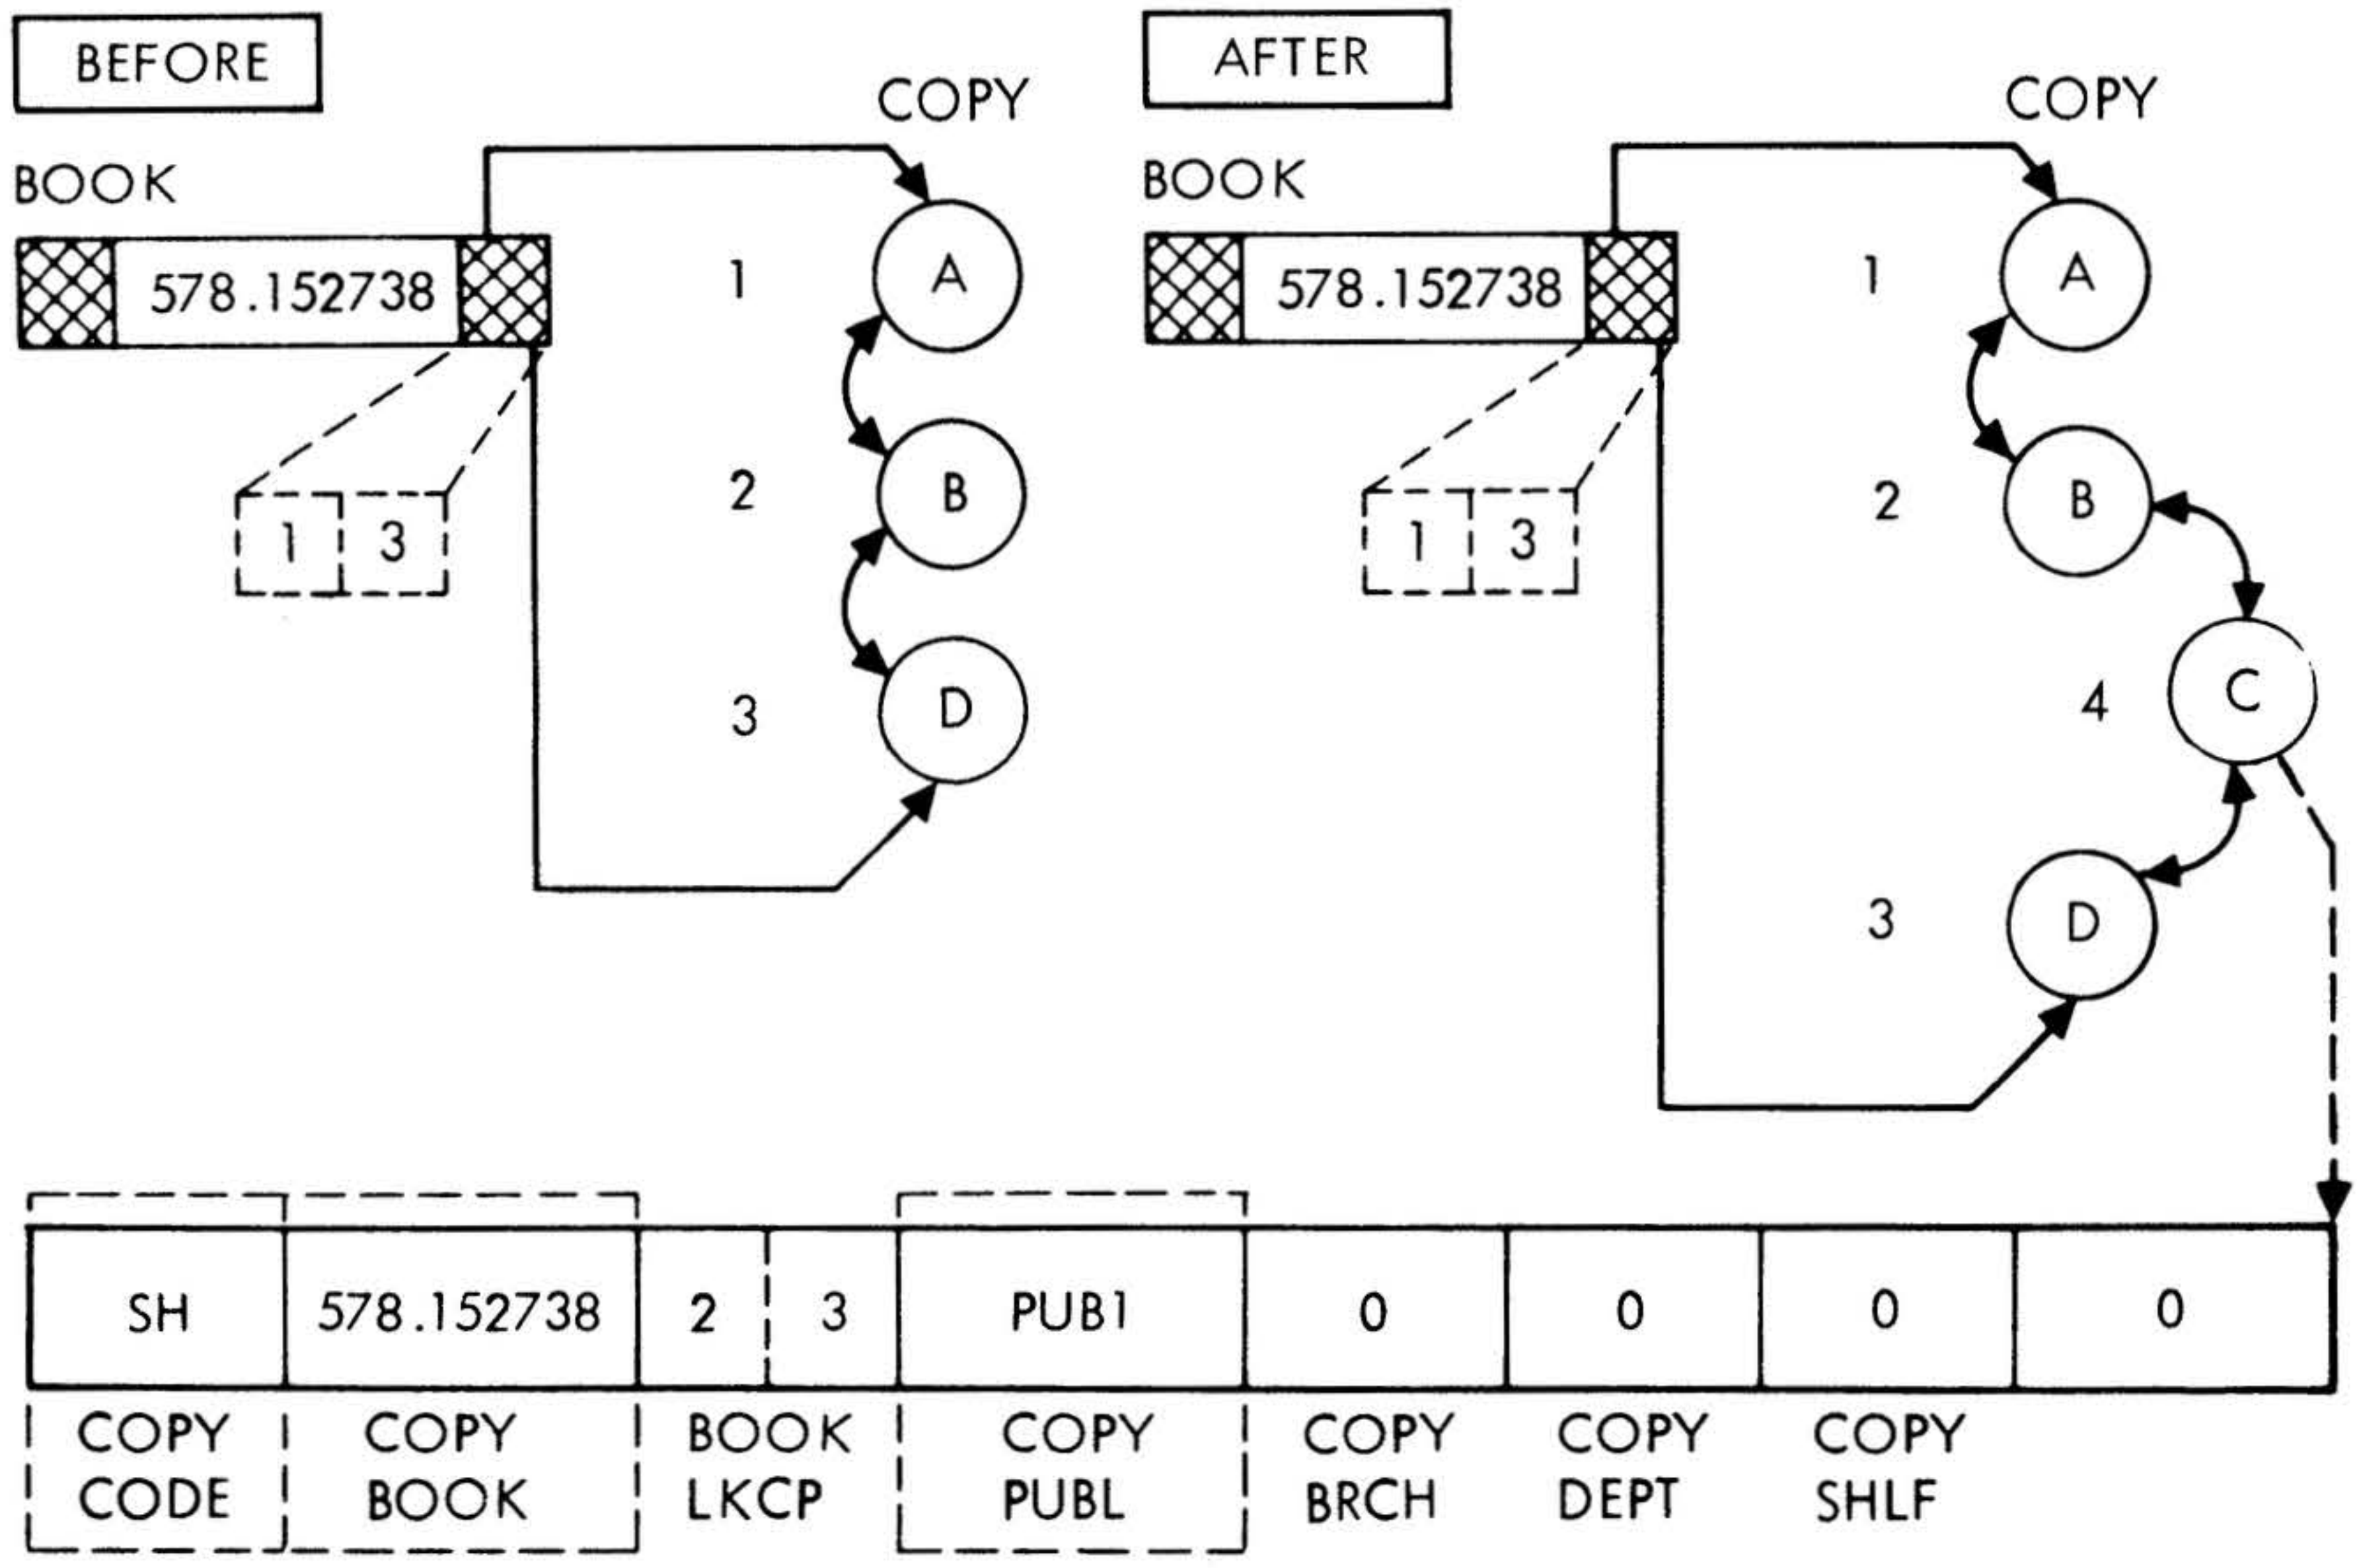 BEFORE
COPY
BOOK
578.152738
1
A
1 3
2
B
3
D
AFTER
COPY
BOOK
578.152738
1
A
1 3
2
B
4
C
3
D
SH 578.152738 2 3 PUB1 0 0 0 0
COPY COPY BOOK COPY COPY COPY COPY
CODE BOOK LKCP PUBL BRCH DEPT SHLF